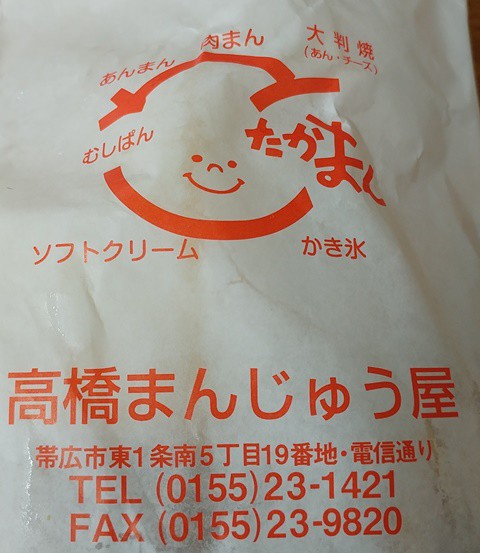 肉まん
大判焼
(あん・チーズ)
あんまん
むしぱん
たかまん
ソフトクリーム
かき氷
高橋まんじゅう屋
帯広市東1条南5丁目19番地・電信通り
TEL (0155)23-1421
FAX (0155)23-9820